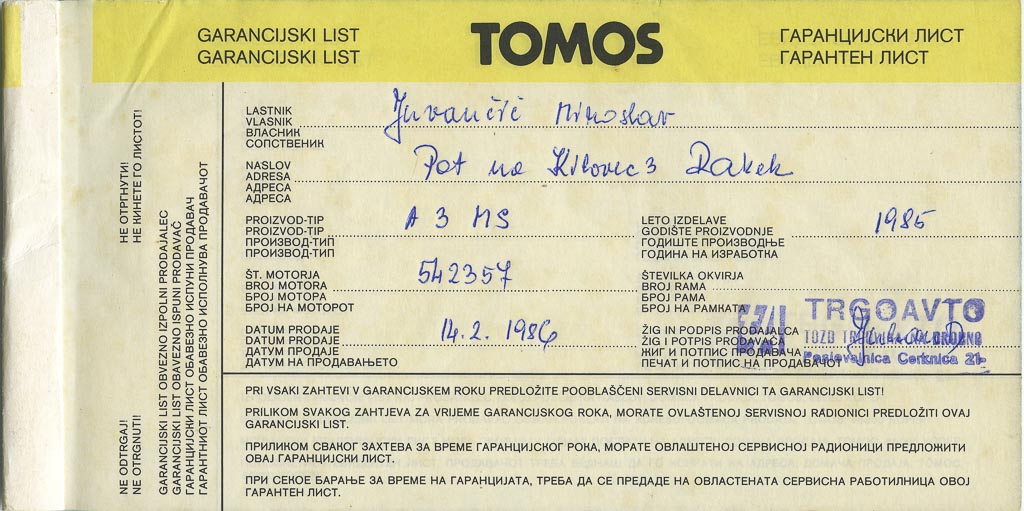 GARANCIJSKI LIST
GARANCIJSKI LIST
TOMOS
ГАРАНЦИЈСКИ ЛИСТ
ГАРАНТЕН ЛИСТ
NE ODTRGAJ!
NE OTRGNUTI!
НЕ ОТРГНУТИ!
НЕ КИНЕТЕ ГО ЛИСТОТ!
GARANCIJSKI LIST OBVEZNO IZPOLNI PRODAJALEC
GARANCIJSKI LIST OBAVEZNO ISPUNI PRODAVAČ
ГАРАНЦИЈСКИ ЛИСТ ОБАВЕЗНО ИСПУНИ ПРОДАВАЧ
ГАРАНТНИОТ ЛИСТ ОБАВЕЗНО ИСПОЛНУВА ПРОДАВАЧОТ
LASTNIK
VLASNIK
ВЛАСНИК
СОПСТВЕНИК
Juvančič Miroslav
NASLOV
ADRESA
АДРЕСА
АДРЕСА
Pot na Kilovec 3 Rakek
PROIZVOD-TIP
PROIZVOD-TIP
ПРОИЗВОД-ТИП
ПРОИЗВОД-ТИП
A 3 MS
LETO IZDELAVE
GODIŠTE PROIZVODNJE
ГОДИШТЕ ПРОИЗВОДЊЕ
ГОДИНА НА ИЗРАБОТКА
1985
ŠT. MOTORJA
BROJ MOTORA
БРОЈ МОТОРА
БРОЈ НА МОТОРОТ
542357
ŠTEVILKA OKVIRJA
BROJ RAMA
БРОЈ РАМА
БРОЈ НА РАМКАТА
DATUM PRODAJE
DATUM PRODAJE
ДАТУМ ПРОДАЈЕ
ДАТУМ НА ПРОДАВАЊЕТО
14.2. 1986
ŽIG IN PODPIS PRODAJALCA
ŽIG I POTPIS PRODAVAČA
ЖИГ И ПОТПИС ПРОДАВАЧА
ПЕЧАТ И ПОТПИС НА ПРОДАВАЧОТ
TRGOAVTO
TOZD TRGOVINA NA DROBNO
Poslovalnica Cerknica 21-
PRI VSAKI ZAHTEVI V GARANCIJSKEM ROKU PREDLOŽITE POOBLAŠČENI SERVISNI DELAVNICI TA GARANCIJSKI LIST!
PRILIKOM SVAKOG ZAHTJEVA ZA VRIJEME GARANCIJSKOG ROKA, MORATE OVLAŠTENOJ SERVISNOJ RADIONICI PREDLOŽITI OVAJ
GARANCIJSKI LIST.
ПРИЛИКОМ СВАКОГ ЗАХТЕВА ЗА ВРЕМЕ ГАРАНЦИЈСКОГ РОКА, МОРАТЕ ОВЛАШТЕНОЈ СЕРВИСНОЈ РАДИОНИЦИ ПРЕДЛОЖИТИ
ОВАЈ ГАРАНЦИЈСКИ ЛИСТ.
ПРИ СЕКОЕ БАРАЊЕ ЗА ВРЕМЕ НА ГАРАНЦИЈАТА, ТРЕБА ДА СЕ ПРЕДАДЕ НА ОВЛАСТЕНАТА СЕРВИСНА РАБОТИЛНИЦА ОВОЈ
ГАРАНТЕН ЛИСТ.